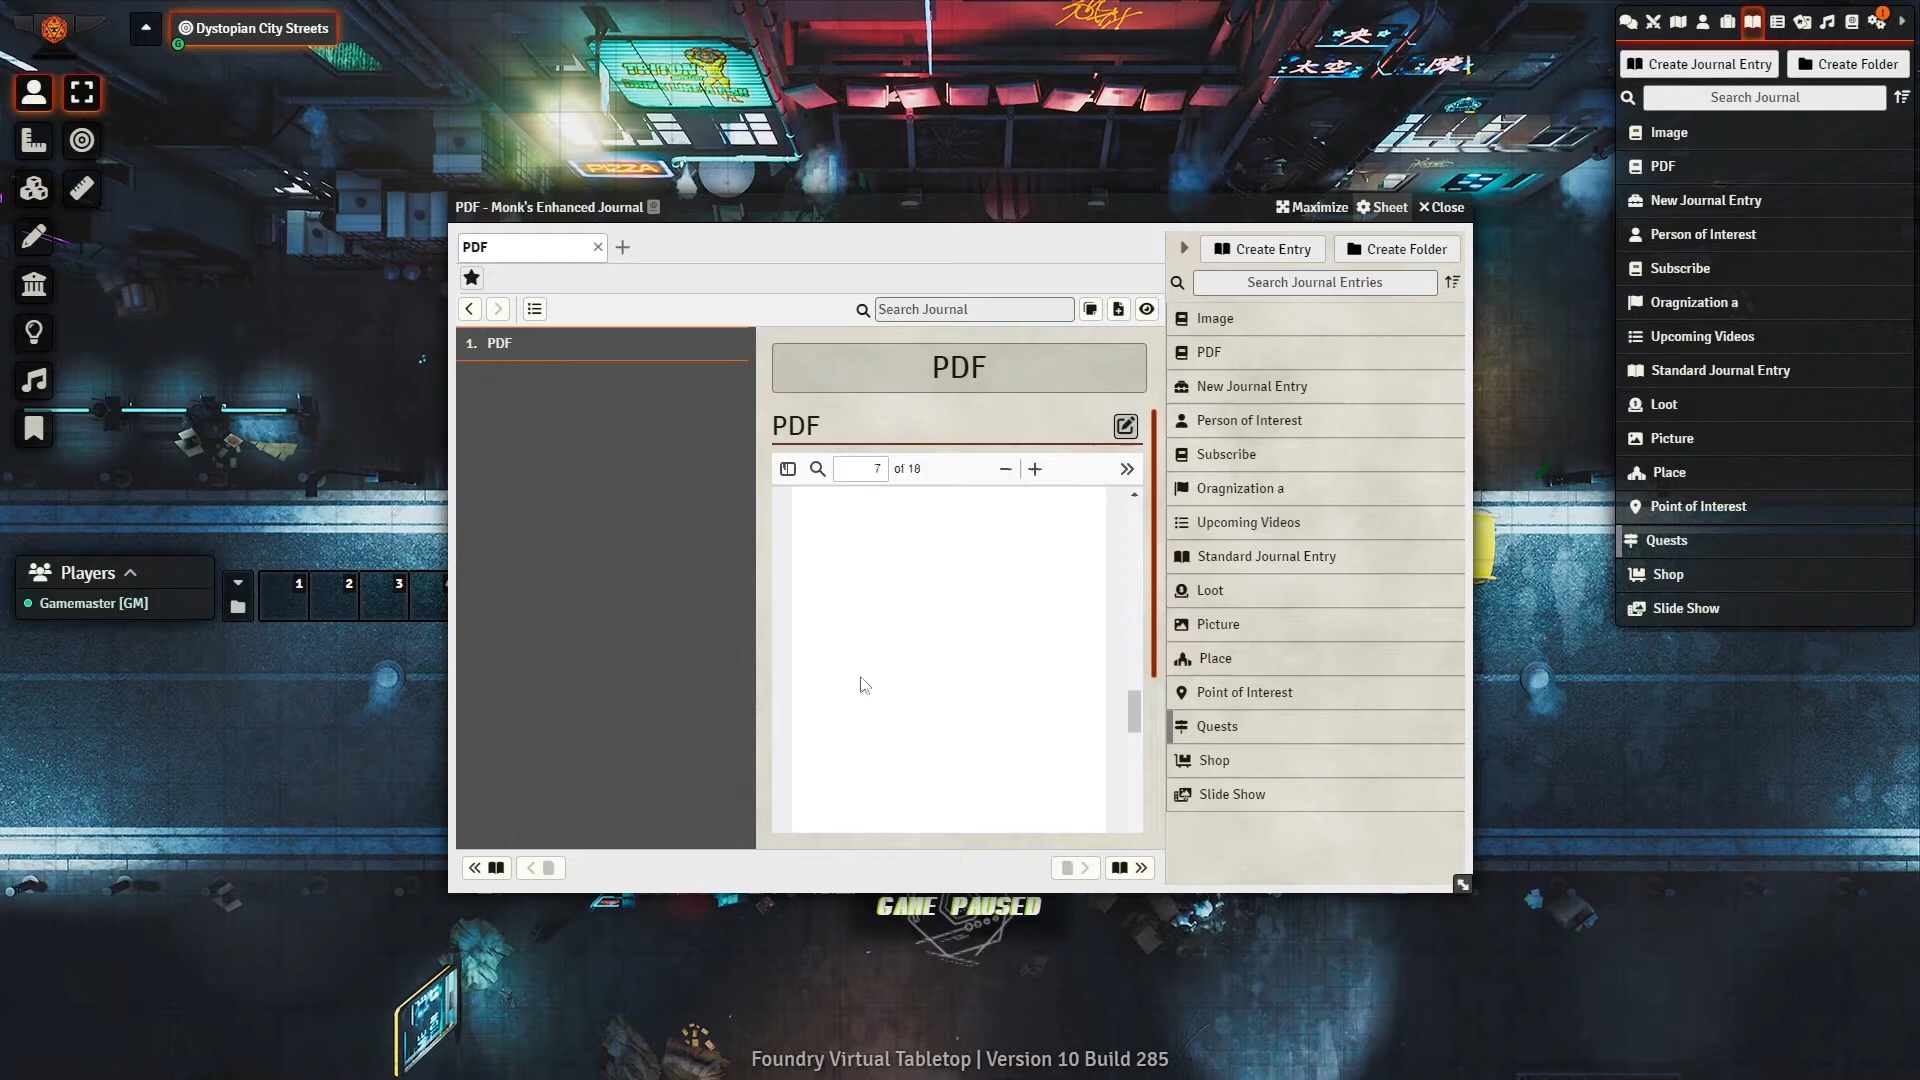 Dystopian City Streets
G
TRITON
PIZZA
Create Journal Entry
Create Folder
Search Journal
Image
PDF
New Journal Entry
Person of Interest
Subscribe
Oragnization a
Upcoming Videos
Standard Journal Entry
Loot
Picture
Place
Point of Interest
Quests
Shop
Slide Show
PDF - Monk's Enhanced Journal
Maximize
Sheet
Close
PDF
Search Journal
1. PDF
PDF
PDF
7 of 18
Create Entry
Create Folder
Search Journal Entries
Image
PDF
New Journal Entry
Person of Interest
Subscribe
Oragnization a
Upcoming Videos
Standard Journal Entry
Loot
Picture
Place
Point of Interest
Quests
Shop
Slide Show
Players
Gamemaster [GM]
1 2 3
GAME PAUSED
Foundry Virtual Tabletop | Version 10 Build 285